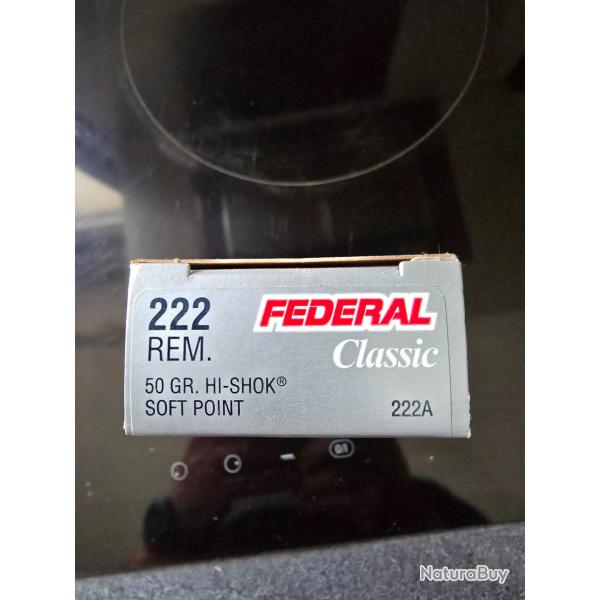 222 FEDERAL
REM. Classic
50 GR. HI-SHOK®
SOFT POINT 222A
NaturaBuy